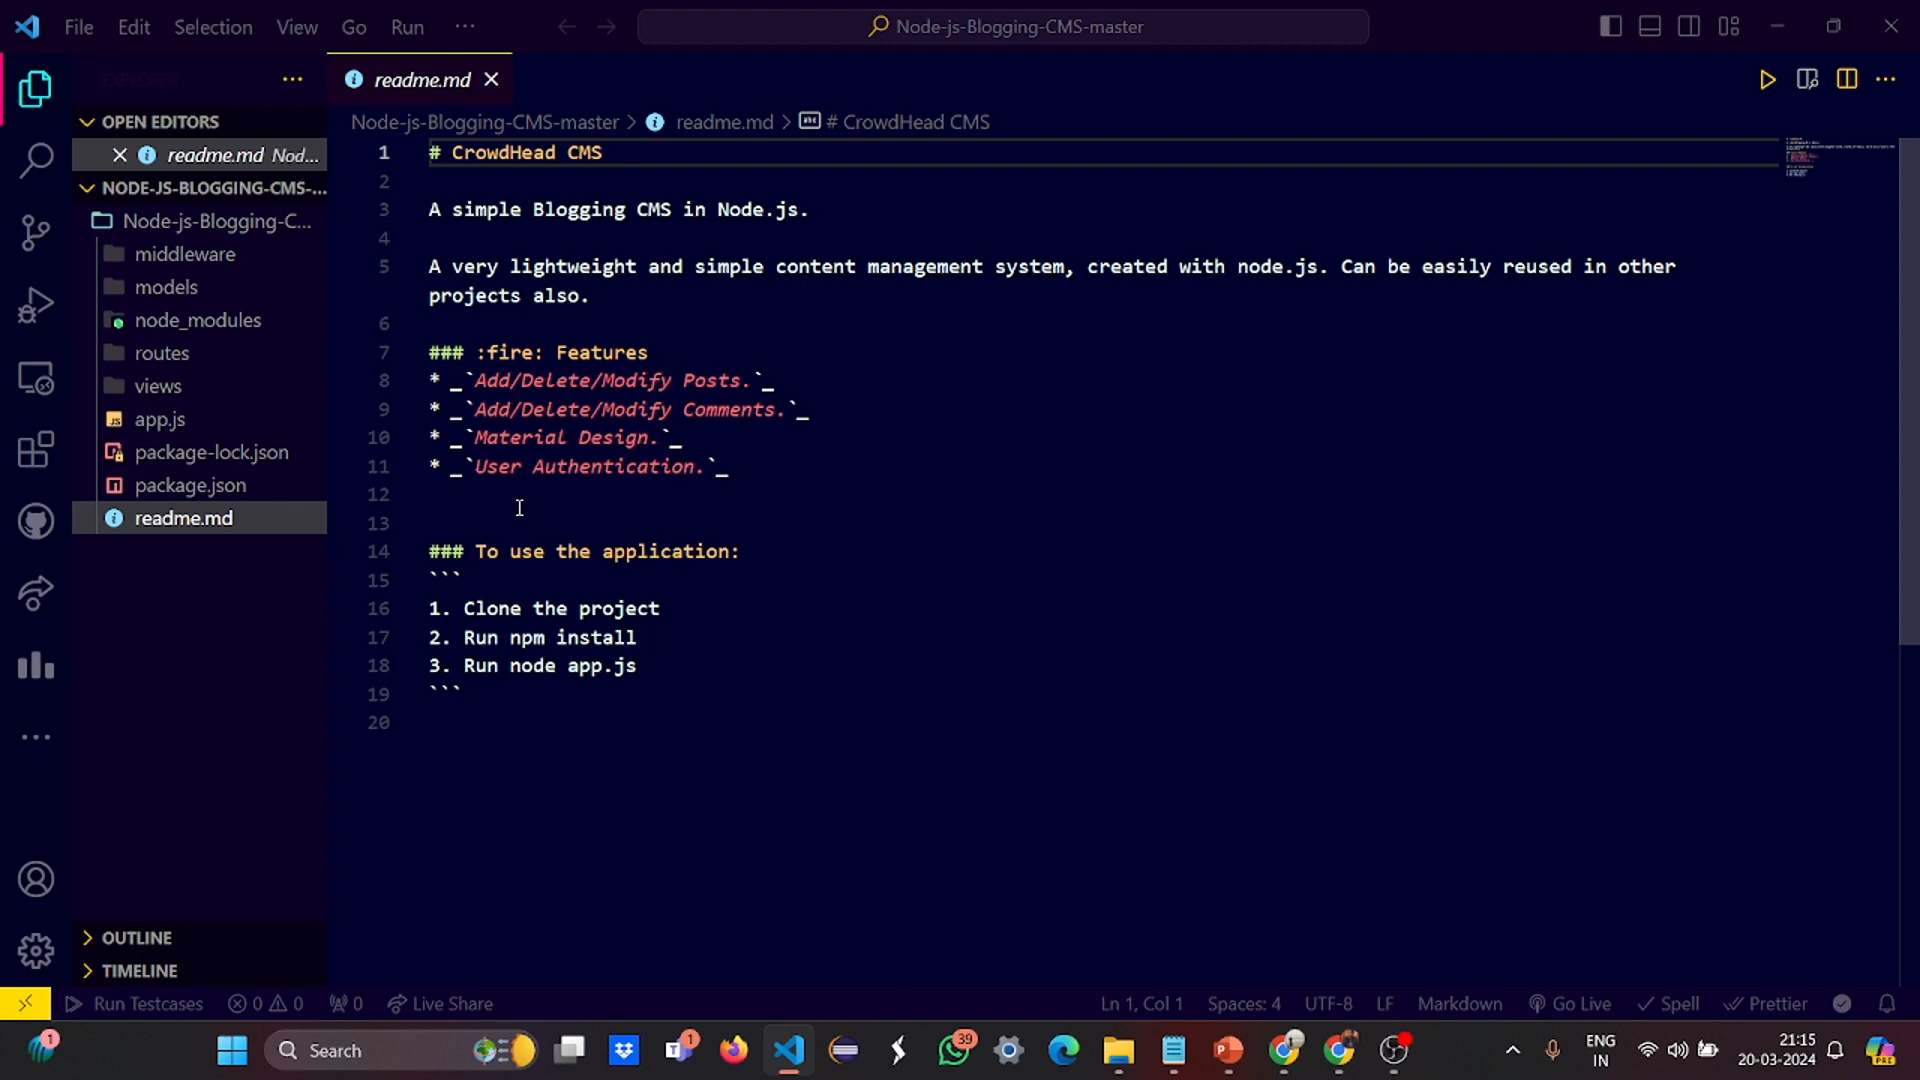 File Edit Selection View Go Run ···
Node-js-Blogging-CMS-master
EXPLORER
readme.md
OPEN EDITORS
readme.md Nod...
NODE-JS-BLOGGING-CMS-...
Node-js-Blogging-C...
middleware
models
node_modules
routes
views
app.js
package-lock.json
package.json
readme.md
OUTLINE
TIMELINE
Node-js-Blogging-CMS-master > readme.md > # CrowdHead CMS
1 # CrowdHead CMS
2
3 A simple Blogging CMS in Node.js.
4
5 A very lightweight and simple content management system, created with node.js. Can be easily reused in other
projects also.
6
7 ### :fire: Features
8 * _`Add/Delete/Modify Posts.`_
9 * _`Add/Delete/Modify Comments.`_
10 * _`Material Design.`_
11 * _`User Authentication.`_
12
13
14 ### To use the application:
15 ```
16 1. Clone the project
17 2. Run npm install
18 3. Run node app.js
19 ```
20
Run Testcases 0 0 0 Live Share Ln 1, Col 1 Spaces: 4 UTF-8 LF Markdown Go Live Spell Prettier
1 Search 1 39 ENG 21:15
IN 20-03-2024
PRE